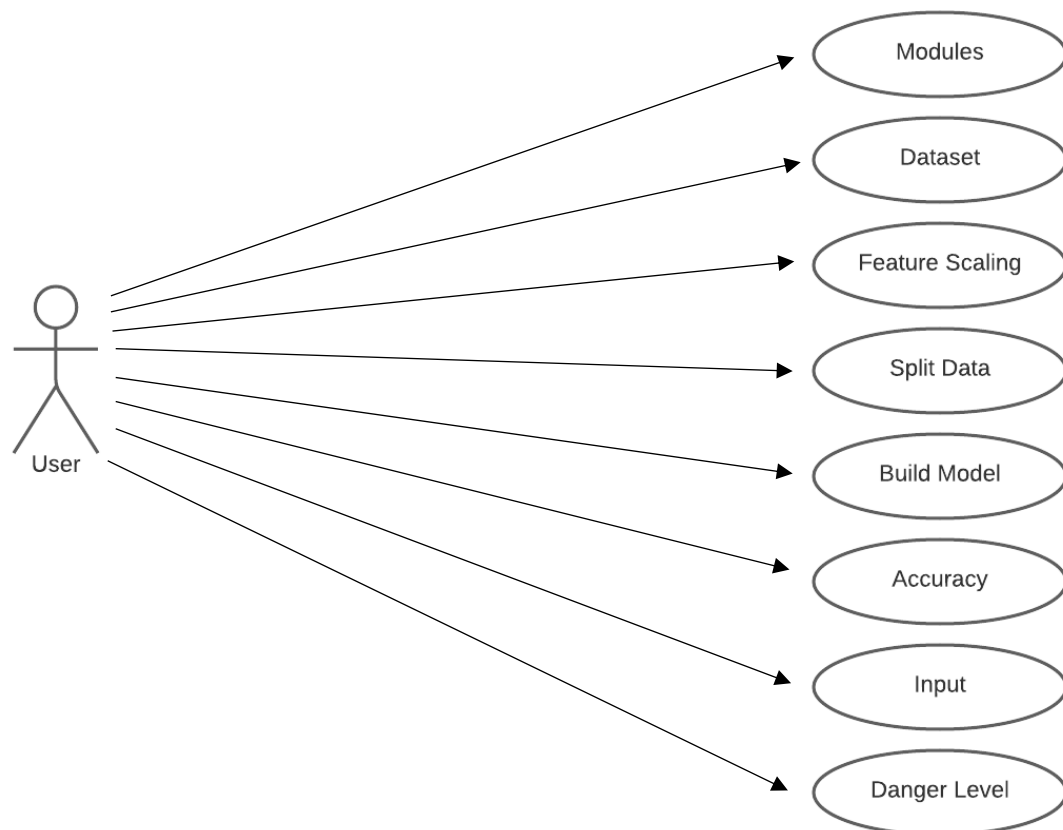 Modules
Dataset
Feature Scaling
Split Data
Build Model
Accuracy
Input
Danger Level
User